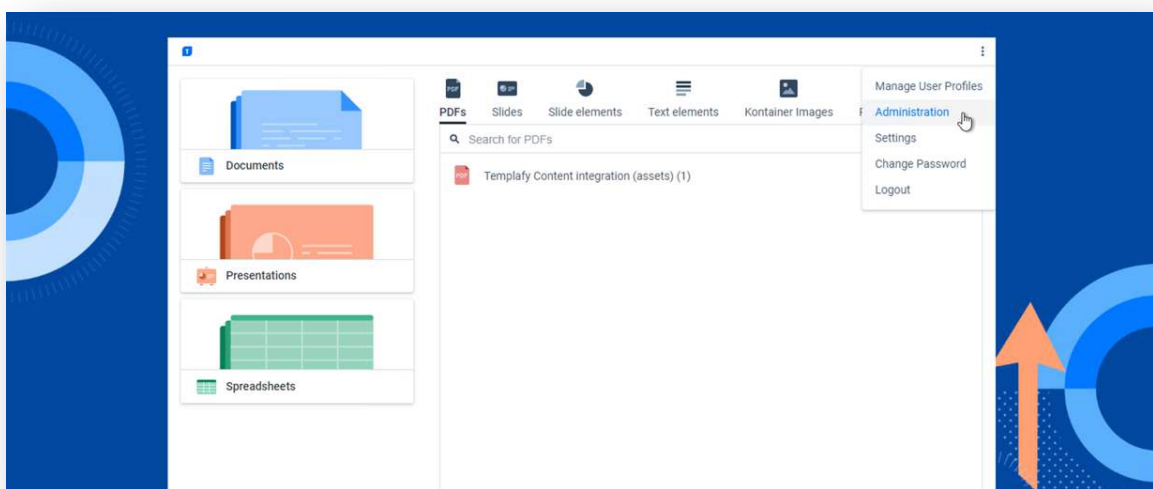 PDFs
Slides
Slide elements
Text elements
Kontainer Images
Search for PDFs
Templafy Content integration (assets) (1)
Documents
Presentations
Spreadsheets
Manage User Profiles
Administration
Settings
Change Password
Logout